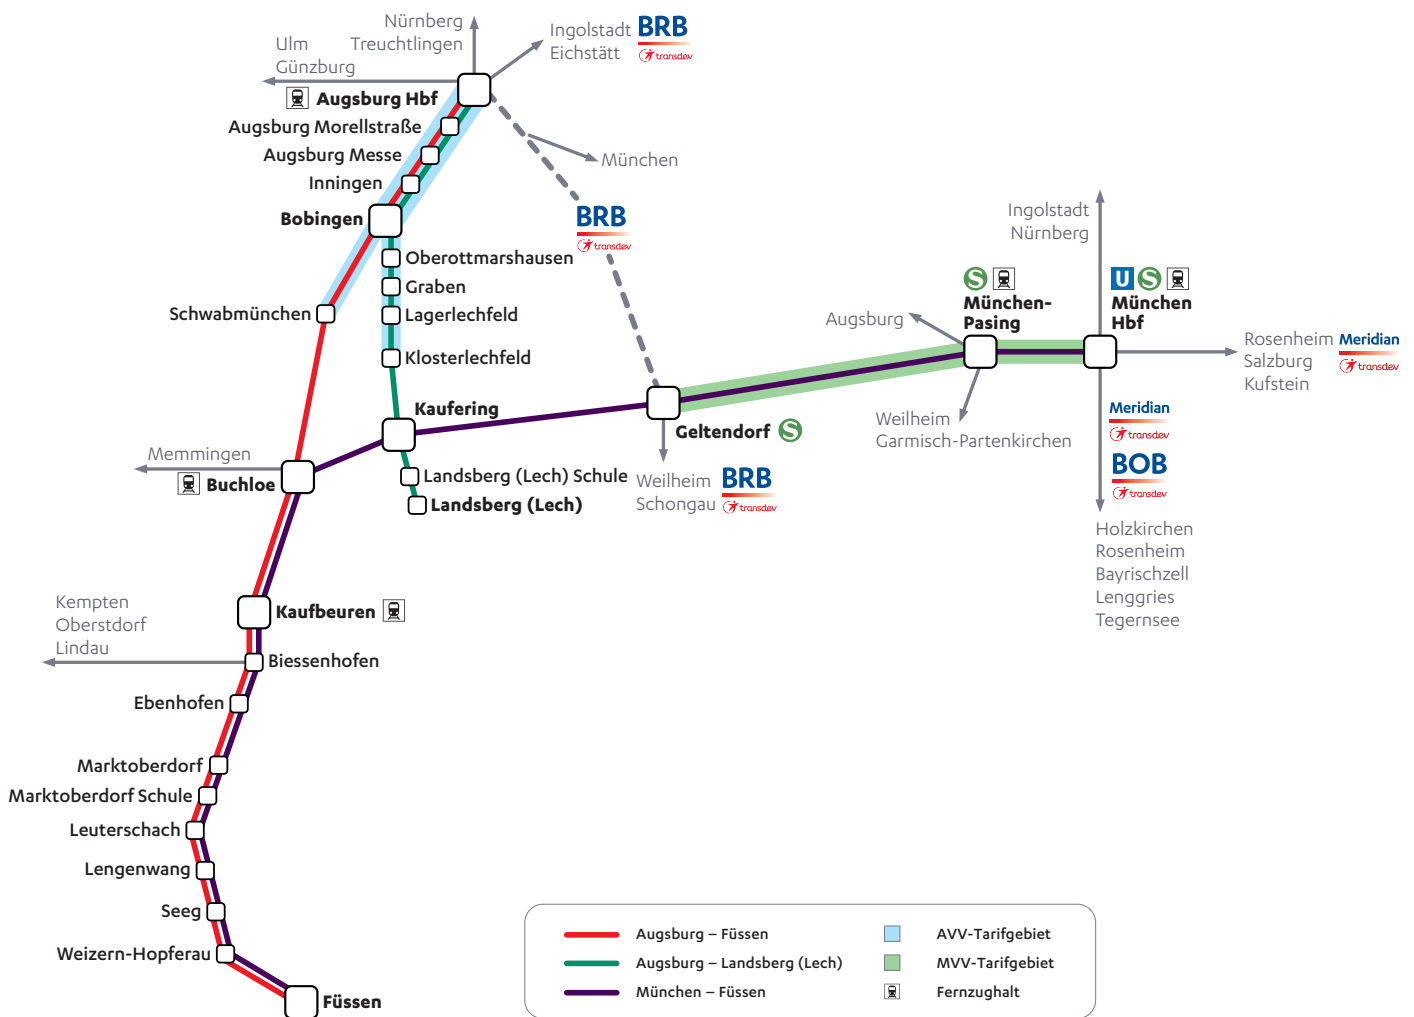 Nürnberg
Treuchtlingen
Ingolstadt
Eichstätt
BRB
transdev
Ulm
Günzburg
Augsburg Hbf
Augsburg Morellstraße
Augsburg Messe
Inningen
Bobingen
München
BRB
transdev
Oberottmarshausen
Graben
Lagerlechfeld
Klosterlechfeld
Schwabmünchen
Kaufering
Memmingen
Buchloe
Landsberg (Lech) Schule
Landsberg (Lech)
Geltendorf S
Weilheim
Schongau
BRB
transdev
Augsburg
S
München-
Pasing
Weilheim
Garmisch-Partenkirchen
Ingolstadt
Nürnberg
U S
München
Hbf
Rosenheim
Salzburg
Kufstein
Meridian
transdev
Meridian
transdev
BOB
transdev
Holzkirchen
Rosenheim
Bayrischzell
Lenggries
Tegernsee
Kaufbeuren
Kempten
Oberstdorf
Lindau
Biessenhofen
Ebenhofen
Marktoberdorf
Marktoberdorf Schule
Leuterschach
Lengenwang
Seeg
Weizern-Hopferau
Füssen
Augsburg – Füssen
Augsburg – Landsberg (Lech)
München – Füssen
AVV-Tarifgebiet
MVV-Tarifgebiet
Fernzughalt